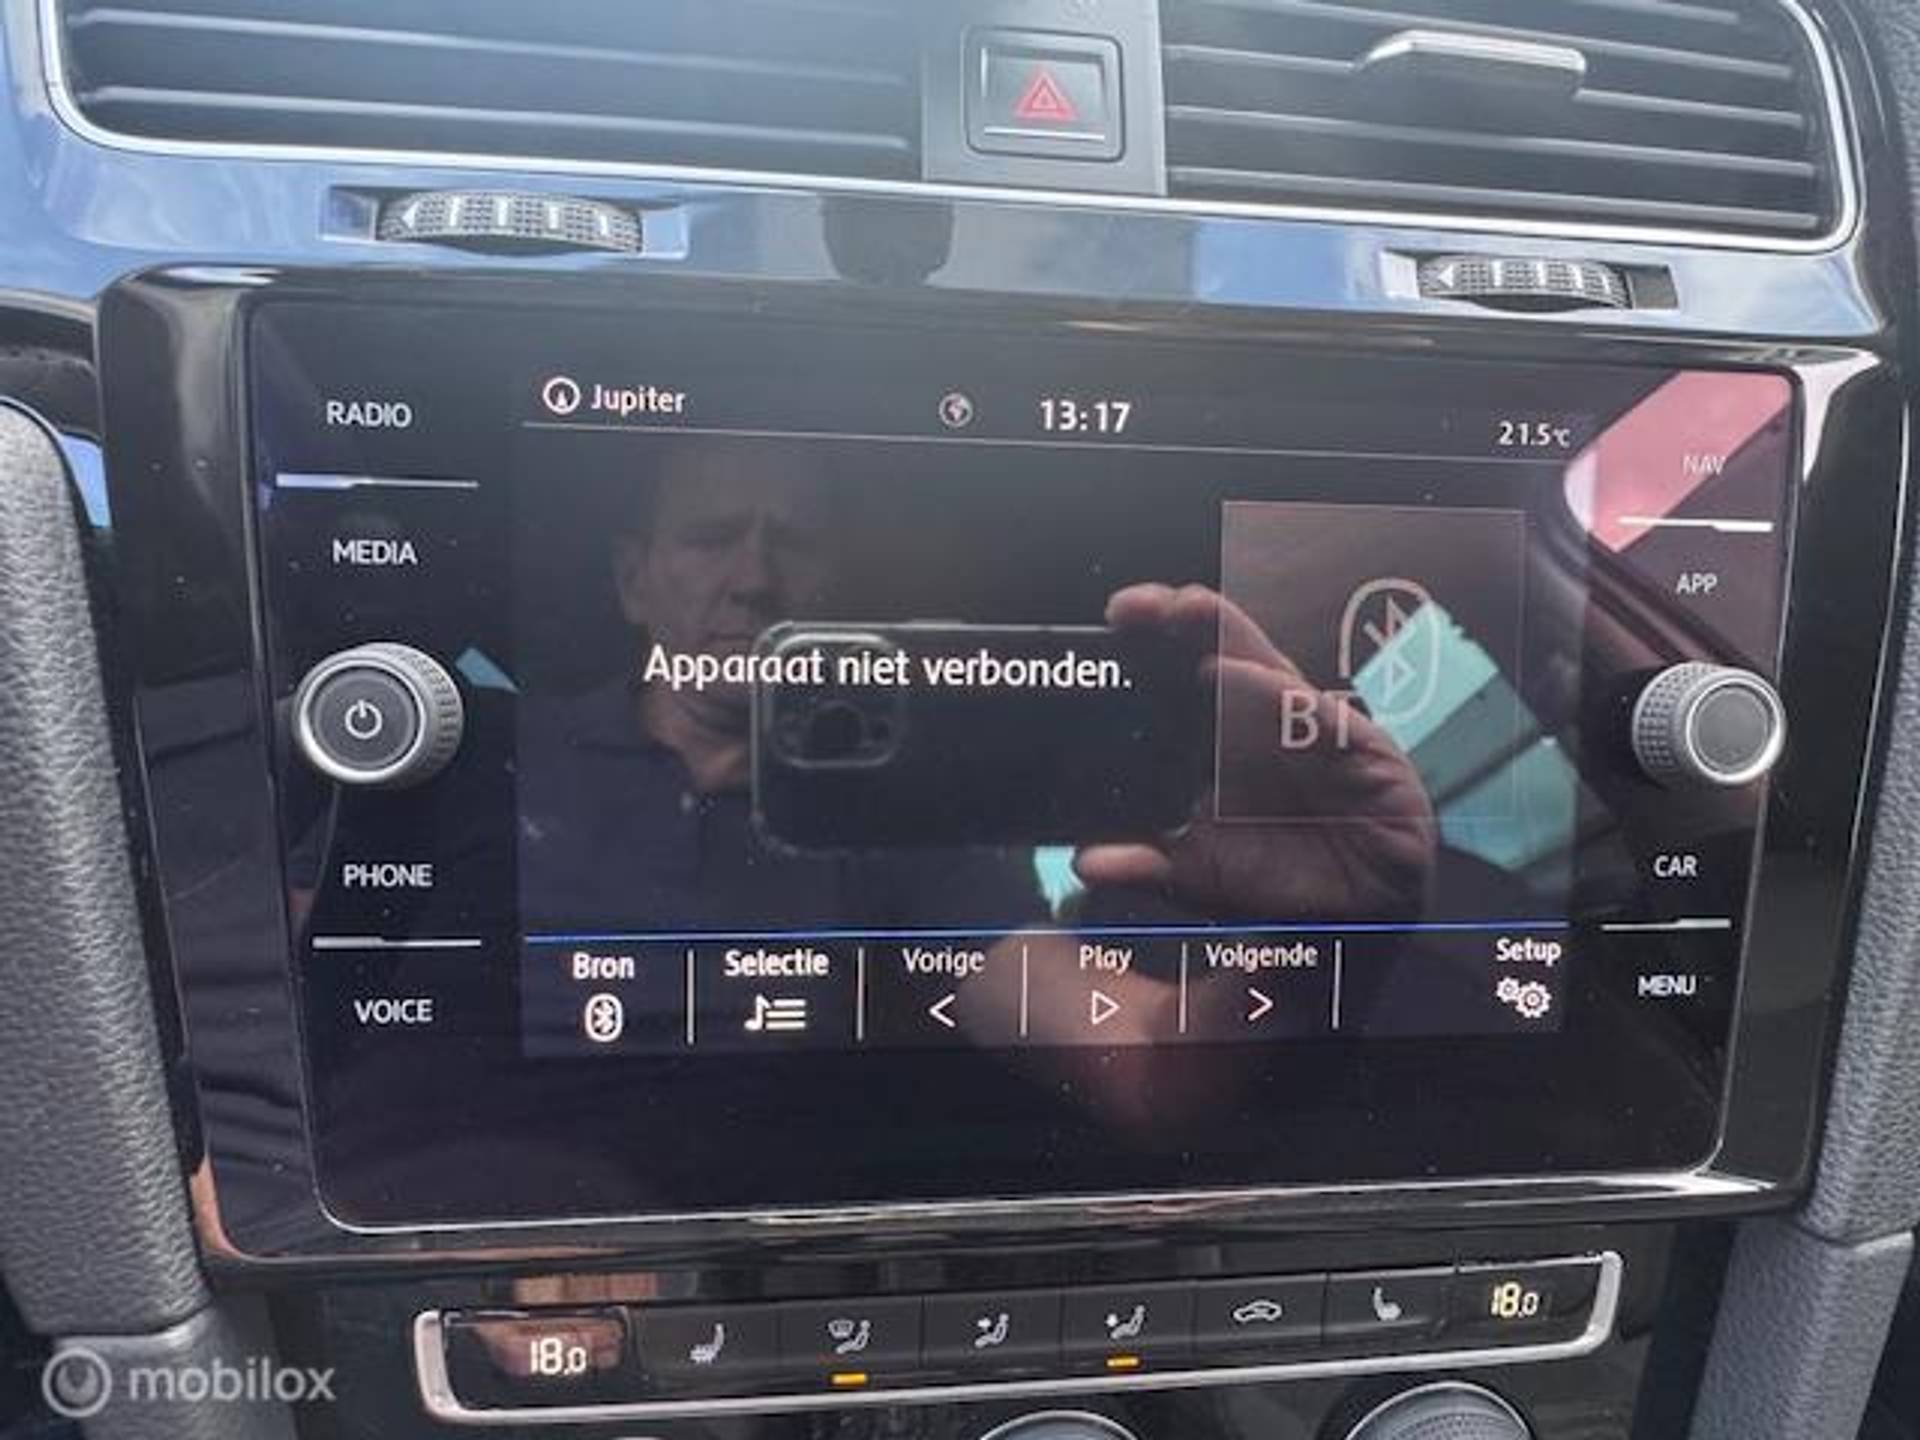 RADIO
MEDIA
PHONE
VOICE
Jupiter
13:17
21.5°C
Apparaat niet verbonden.
BT
Bron
Selectie
Vorige
Play
Volgende
Setup
NAV
APP
CAR
MENU
18.0
18.0
mobilox